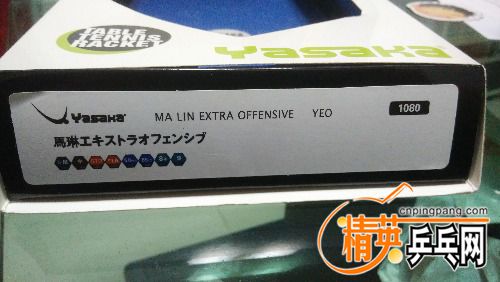 TABLE
TENNIS
RACKET
Yasaka
Yasaka
MA LIN EXTRA OFFENSIVE YEO
1080
馬琳エキストラオフェンシブ
cnpingpang.com
精英乒乓网